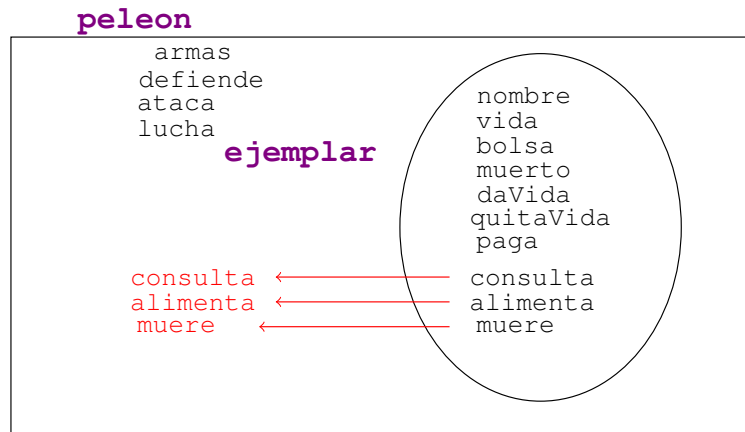 peleon
armas
defiende
ataca
lucha
ejemplar
nombre
vida
bolsa
muerto
daVida
quitaVida
paga
consulta consulta
alimenta alimenta
muere muere